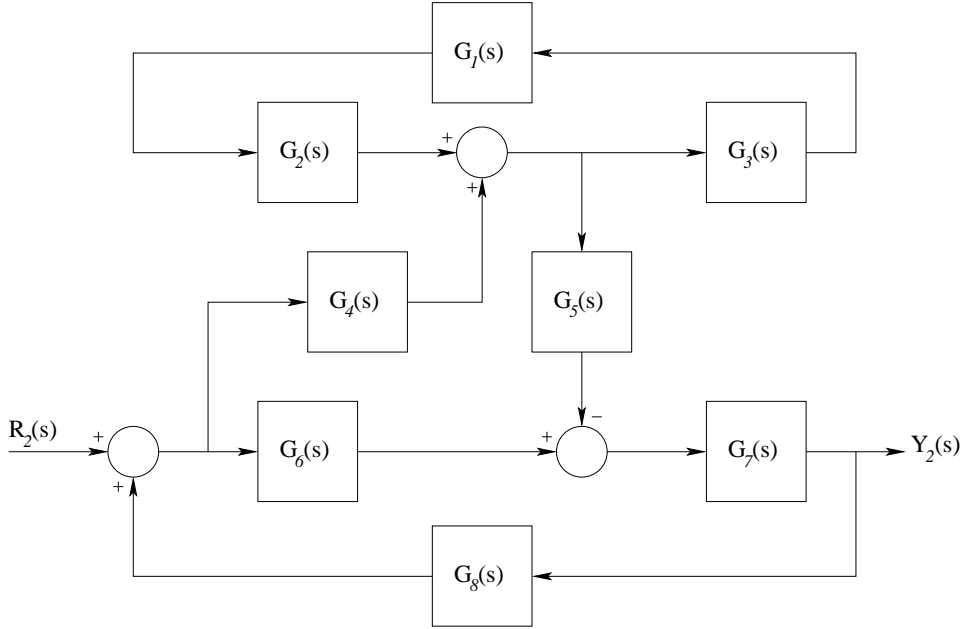 G1(s)
+
G2(s)
G3(s)
+
G4(s)
G5(s)
−
R2(s)
+
+
G6(s)
G7(s)
Y2(s)
+
G8(s)